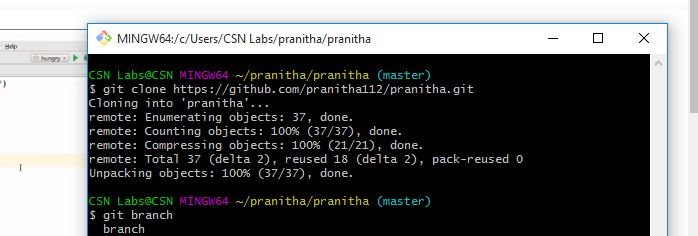 Help
hungry
")
MINGW64:/c/Users/CSN Labs/pranitha/pranitha
CSN Labs@CSN MINGW64 ~/pranitha/pranitha (master)
$ git clone https://github.com/pranitha112/pranitha.git
Cloning into 'pranitha'...
remote: Enumerating objects: 37, done.
remote: Counting objects: 100% (37/37), done.
remote: Compressing objects: 100% (21/21), done.
remote: Total 37 (delta 2), reused 18 (delta 2), pack-reused 0
Unpacking objects: 100% (37/37), done.
CSN Labs@CSN MINGW64 ~/pranitha/pranitha (master)
$ git branch
branch